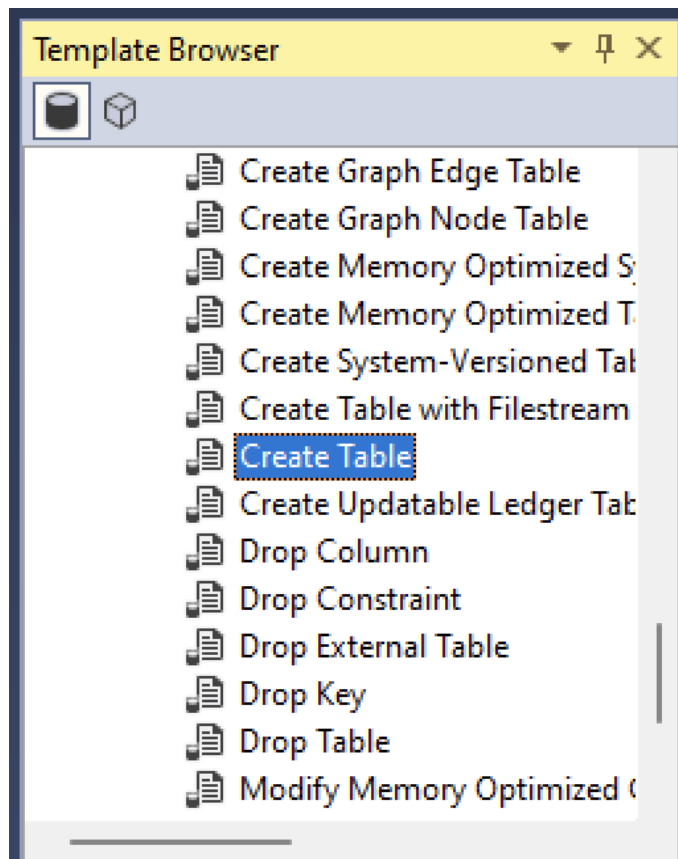 Template Browser
Create Graph Edge Table
Create Graph Node Table
Create Memory Optimized
Create Memory Optimized
Create System-Versioned
Create Table with Filestream
Create Table
Create Updatable Ledger
Drop Column
Drop Constraint
Drop External Table
Drop Key
Drop Table
Modify Memory Optimized